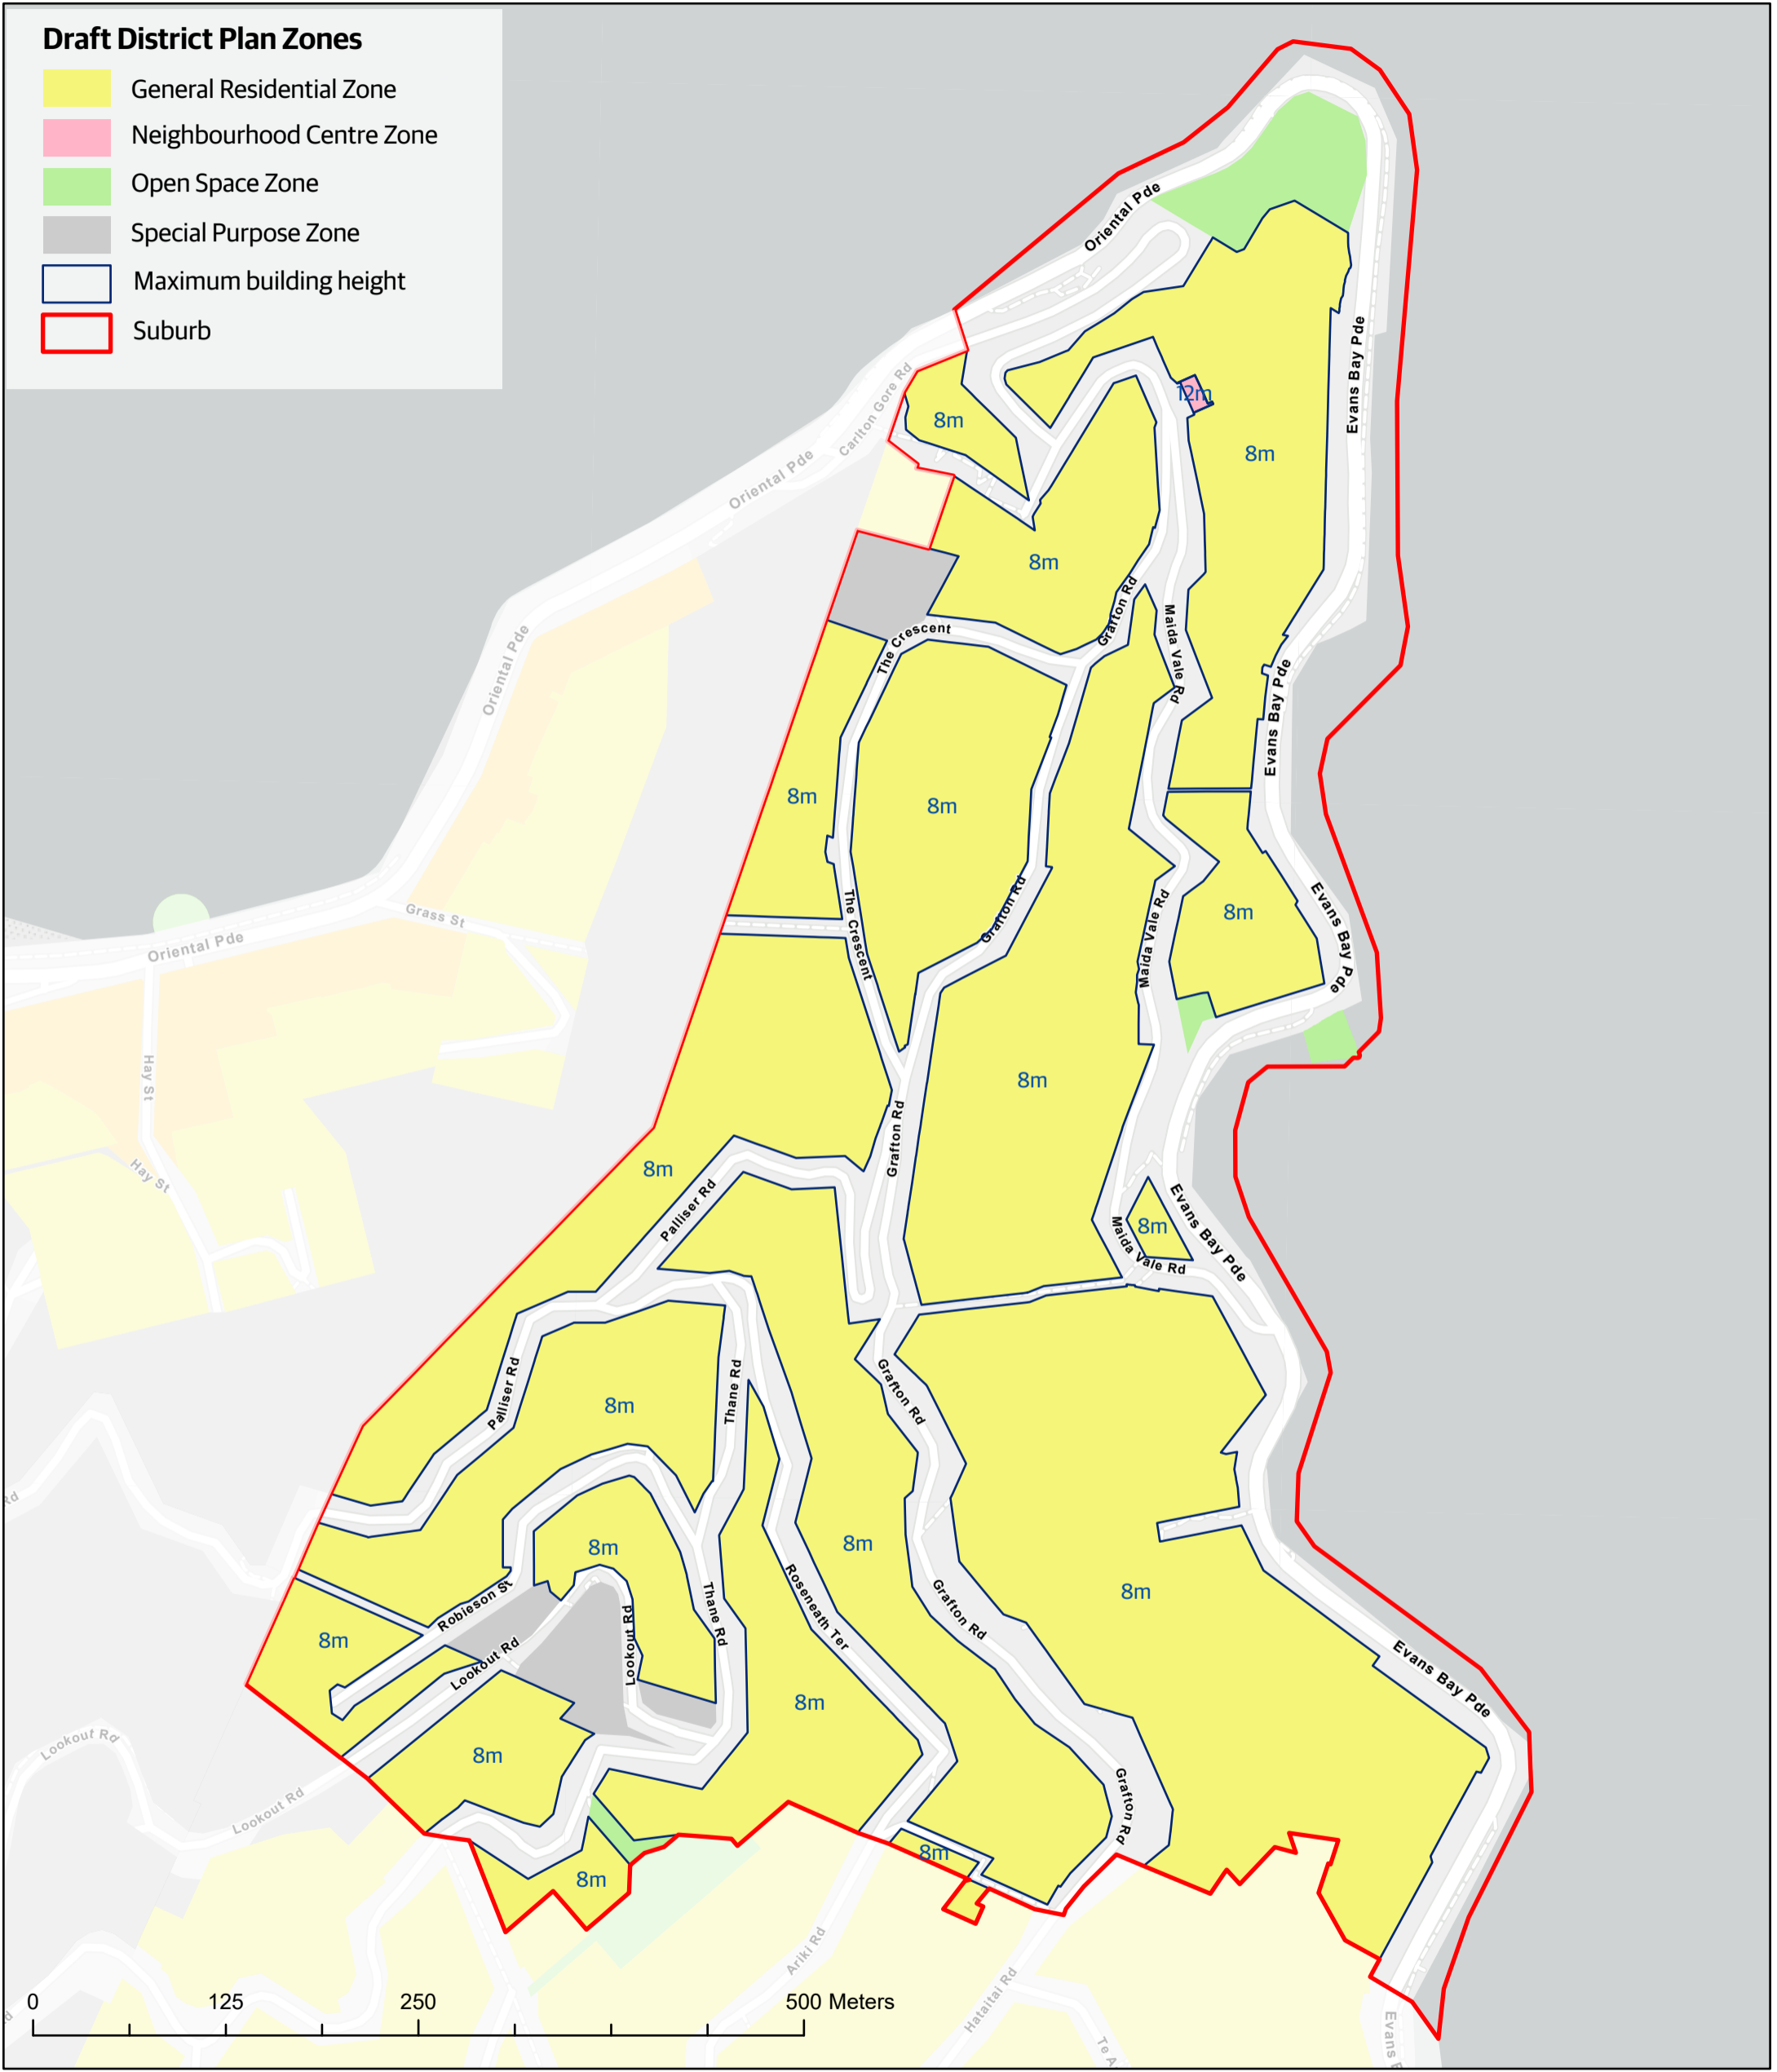 Draft District Plan Zones
General Residential Zone
Neighbourhood Centre Zone
Open Space Zone
Special Purpose Zone
Maximum building height
Suburb
Oriental Pde
Evans Bay Pde
Carlton Gore Rd
12m
8m
8m
Oriental Pde
8m
Grafton Rd
Maida Vale Rd
The Crescent
Oriental Pde
Evans Bay Pde
8m
8m
Grass St
The Crescent
Grafton Rd
Maida Vale Rd
8m
Evans Bay Pde
Oriental Pde
Hay St
8m
Hay St
8m
Grafton Rd
Palliser Rd
8m
Maida Vale Rd
Evans Bay Pde
Palliser Rd
8m
Thane Rd
Grafton Rd
Rd
8m
8m
8m
Robieson St
Lookout Rd
Lookout Rd
Thane Rd
Roseneath Ter
Grafton Rd
8m
8m
Evans Bay Pde
Lookout Rd
8m
Lookout Rd
Grafton Rd
8m
8m
Ariki Rd
Hataitai Rd
Te A
Evans B
0 125 250 500 Meters